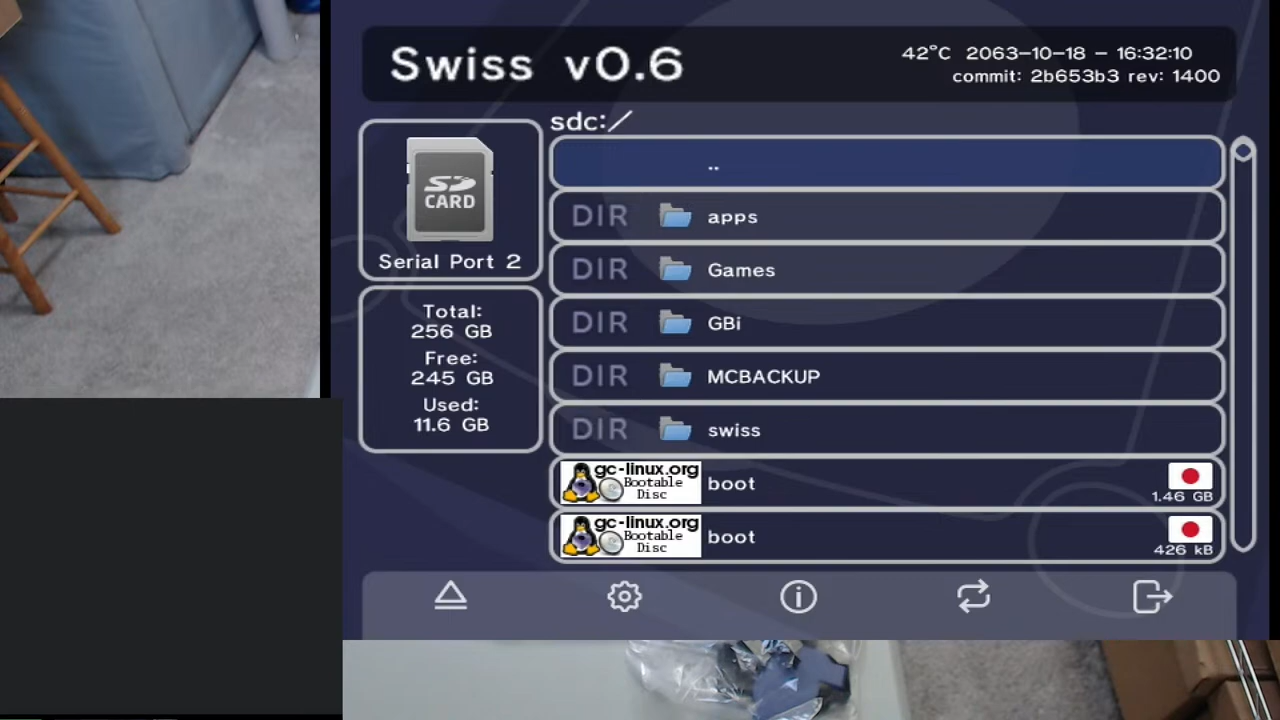 Swiss v0.6
42°C 2063-10-18 - 16:32:10
commit: 2b653b3 rev: 1400
sdc:/
SD
CARD
Serial Port 2
Total:
256 GB
Free:
245 GB
Used:
11.6 GB
..
DIR apps
DIR Games
DIR GBi
DIR MCBACKUP
DIR swiss
gc-linux.org
Bootable
Disc
boot
1.46 GB
gc-linux.org
Bootable
Disc
boot
426 kB